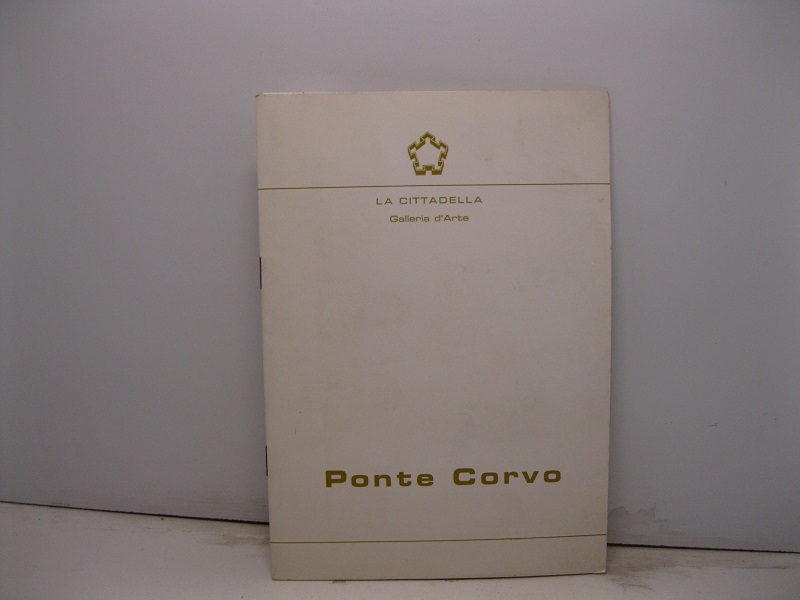 LA CITTADELLA
Galleria d'Arte
Ponte Corvo